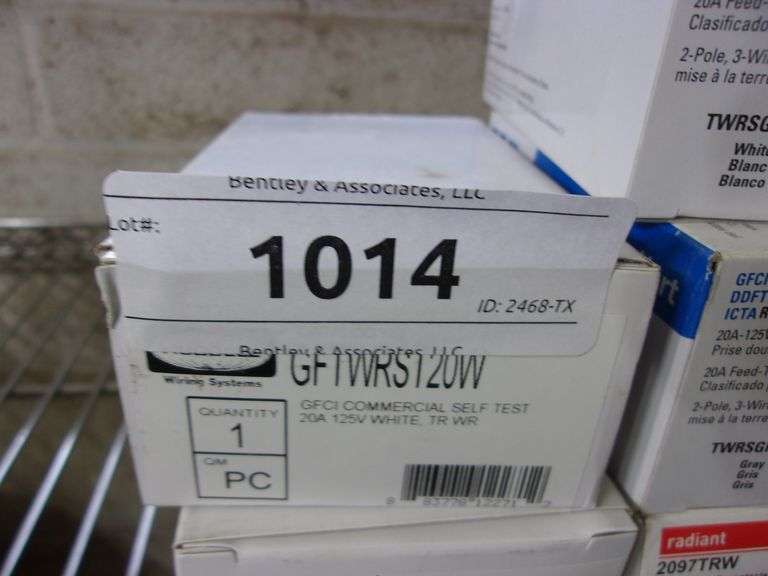 Bentley & Associates, LLC
Lot#:
1014
ID: 2468-TX
Bentley & Associates, LLC
Wiring Systems
GFTWRST20W
GFCI COMMERCIAL SELF TEST
20A 125V WHITE, TR WR
QUANTITY
1
PC
20A Feed-
Clasificado
2-Pole, 3-Wi
mise à la terre
TWRSG
White
Blanc
Blanco
rt
GFCI
DDFT
ICTA R
20A-125V
Prise dou
20A Feed-T
Clasificado
2-Pole, 3-Wir
mise à la terre
TWRSG
Gray
Gris
Gris
radiant
2097TRW